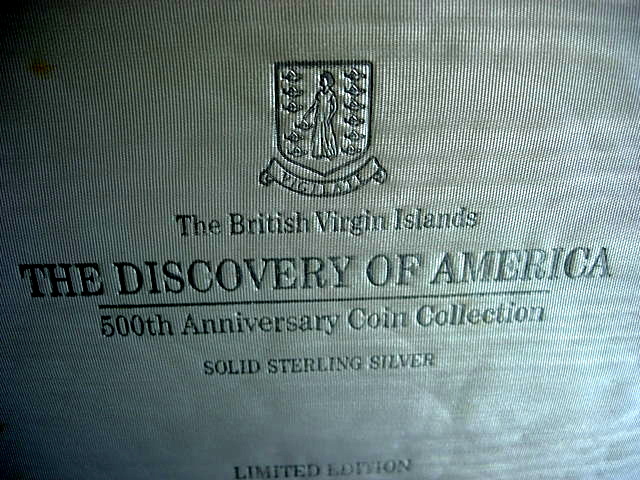 VIGILATE
The British Virgin Islands
THE DISCOVERY OF AMERICA
500th Anniversary Coin Collection
SOLID STERLING SILVER
LIMITED EDITION